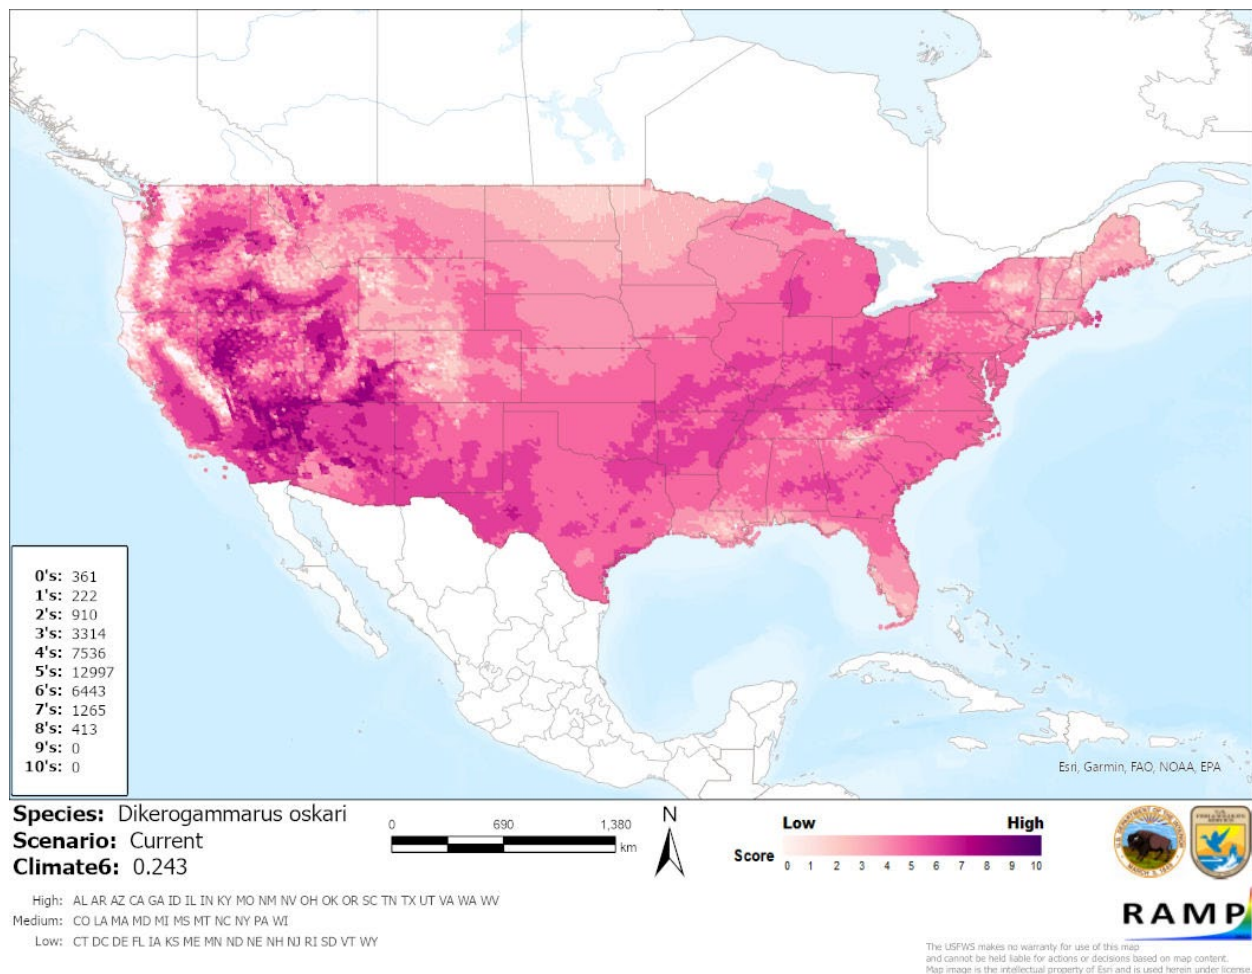 0's: 361
1's: 222
2's: 910
3's: 3314
4's: 7536
5's: 12997
6's: 6443
7's: 1265
8's: 413
9's: 0
10's: 0
Esri, Garmin, FAO, NOAA, EPA
Species: Dikerogammarus oskari
Scenario: Current
Climate6: 0.243
0 690 1,380
km
N
Low High
Score 0 1 2 3 4 5 6 7 8 9 10
High: AL AR AZ CA GA ID IL IN KY MO NM NV OH OK OR SC TN TX UT VA WA WV
Medium: CO LA MA MD MI MS MT NC NY PA WI
Low: CT DC DE FL IA KS ME MN ND NE NH NJ RI SD VT WY
RAMP
The USFWS makes no warranty for use of this map
and cannot be held liable for actions or decisions based on map content.
Map image is the intellectual property of Esri and is used herein under license.